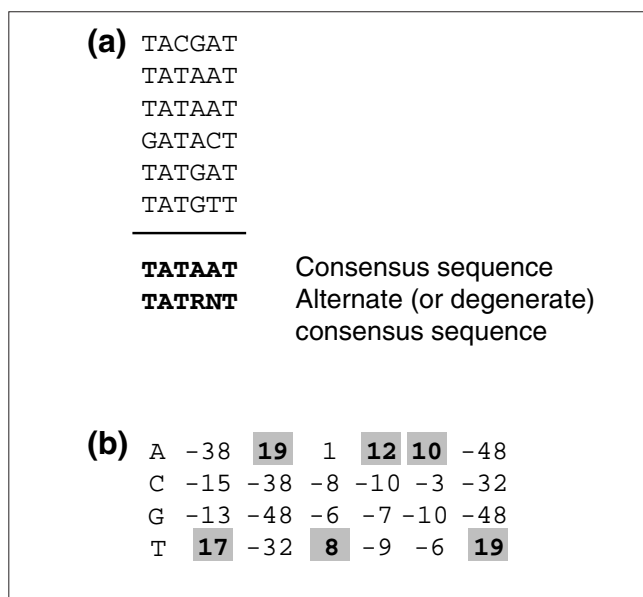 (a) TACGAT
TATAAT
TATAAT
GATACT
TATGAT
TATGTT
TATAAT Consensus sequence
TATRNT Alternate (or degenerate)
consensus sequence
(b) A -38 19 1 12 10 -48
C -15 -38 -8 -10 -3 -32
G -13 -48 -6 -7 -10 -48
T 17 -32 8 -9 -6 19